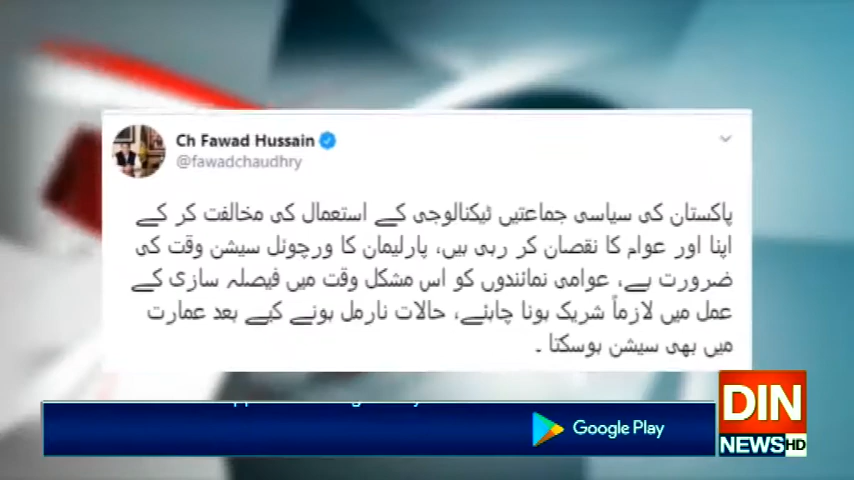 Ch Fawad Hussain
@fawadchaudhry
پاکستان کی سیاسی جماعتیں ٹیکنالوجی کے استعمال کی مخالفت کر کے
اپنا اور عوام کا نقصان کر رہی ہیں، پارلیمان کا ورچوئل سیشن وقت کی
ضرورت ہے، عوامی نمائندوں کو اس مشکل وقت میں فیصلہ سازی کے
عمل میں لازماً شریک ہونا چاہئے، حالات نارمل ہونے کیے بعد عمارت
میں بھی سیشن ہوسکتا ۔
Google Play
DIN
NEWS HD